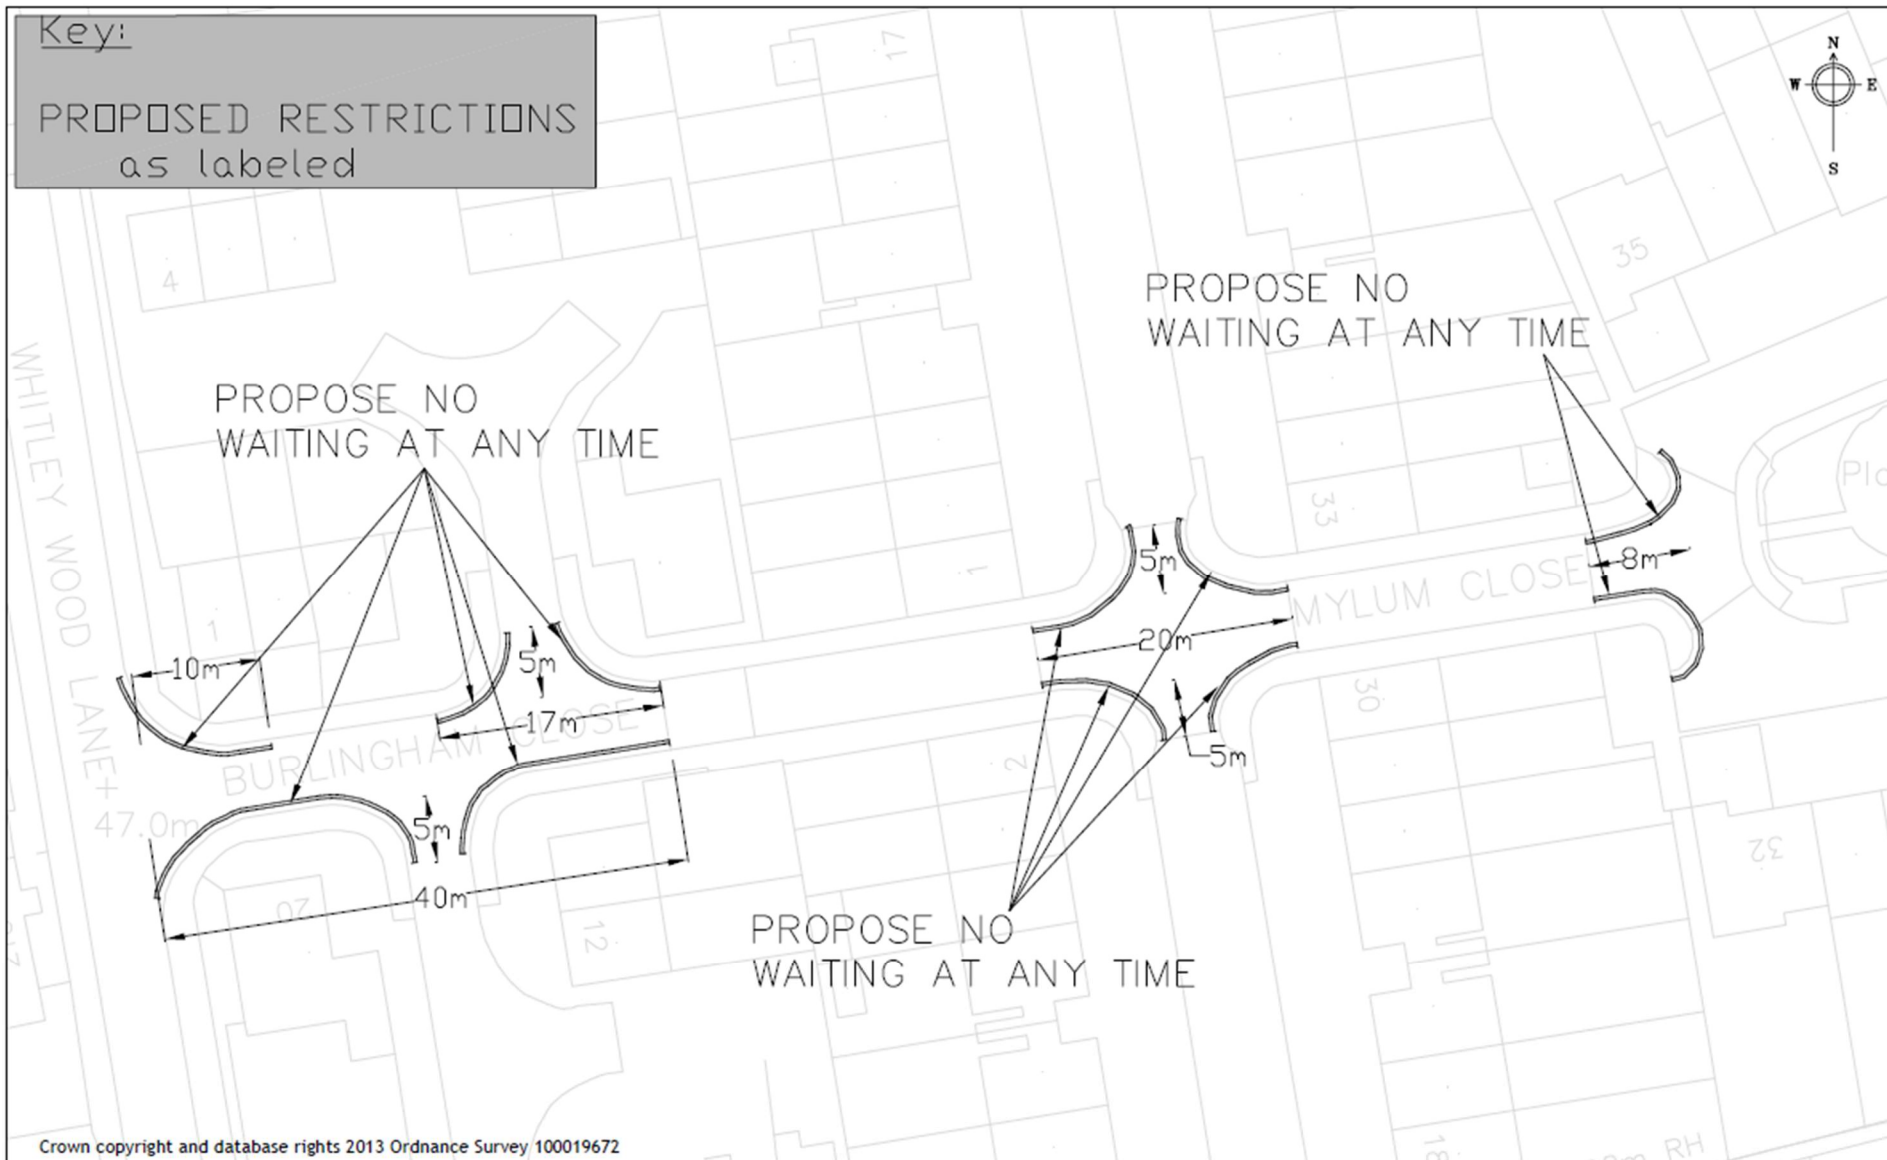 Key:
PROPOSED RESTRICTIONS
as labeled
N
W E
S
17
4
35
PROPOSE NO
WAITING AT ANY TIME
PROPOSE NO
WAITING AT ANY TIME
WHITLEY WOOD LANE
33
1
5m
8m
MYLUM CLOSE
1
10m
5m
20m
17m
BURLINGHAM CLOSE
30
2
5m
47.0m
5m
32
40m
20
12
PROPOSE NO
WAITING AT ANY TIME
18
RH
Crown copyright and database rights 2013 Ordnance Survey 100019672